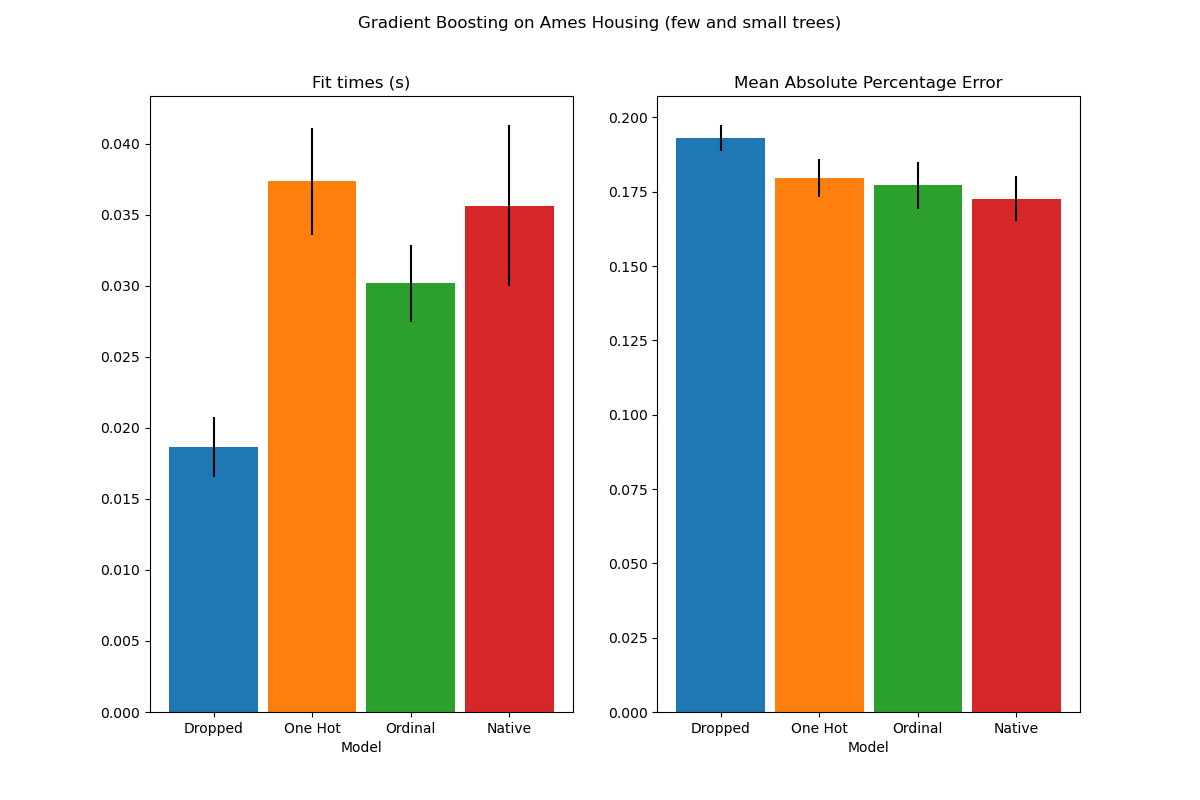 Gradient Boosting on Ames Housing (few and small trees)
Fit times (s)
0.040
0.035
0.030
0.025
0.020
0.015
0.010
0.005
0.000
Dropped One Hot Ordinal Native
Model
Mean Absolute Percentage Error
0.200
0.175
0.150
0.125
0.100
0.075
0.050
0.025
0.000
Dropped One Hot Ordinal Native
Model